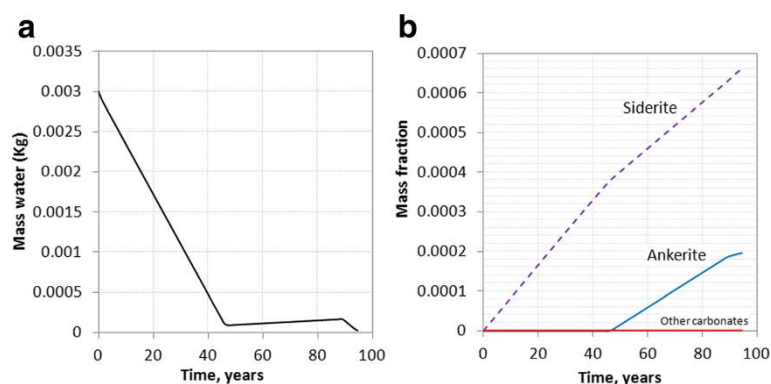 a
0.0035
0.003
0.0025
0.002
0.0015
0.001
0.0005
0
0 20 40 60 80 100
Mass water (Kg)
Time, years
b
0.0007
0.0006
0.0005
0.0004
0.0003
0.0002
0.0001
0
0 20 40 60 80 100
Mass fraction
Time, years
Siderite
Ankerite
Other carbonates